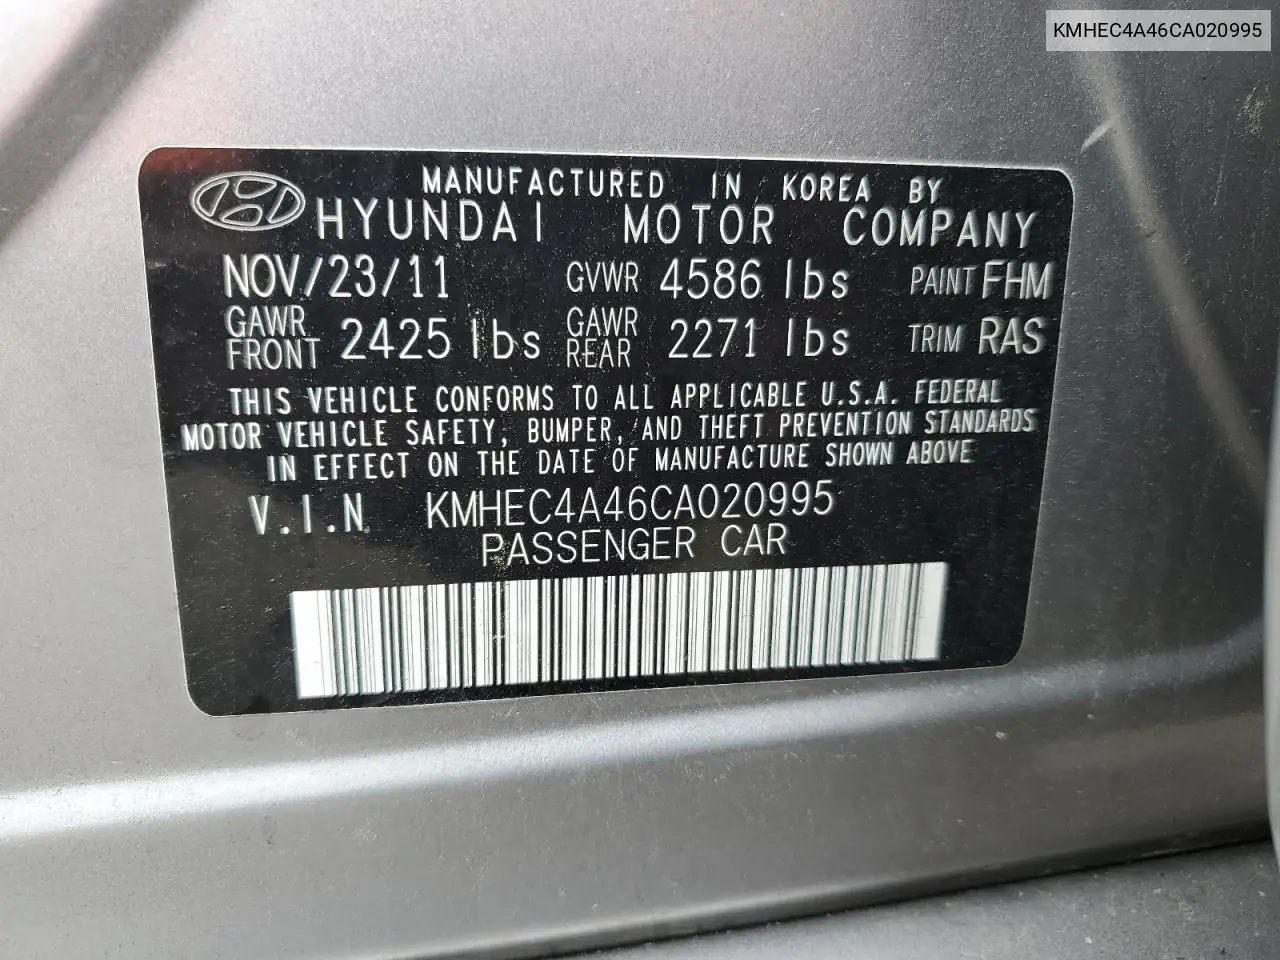 KMHEC4A46CA020995
MANUFACTURED IN KOREA BY
HYUNDAI MOTOR COMPANY
NOV/23/11 GVWR 4586 lbs PAINT FHM
GAWR FRONT 2425 lbs GAWR REAR 2271 lbs TRIM RAS
THIS VEHICLE CONFORMS TO ALL APPLICABLE U.S.A. FEDERAL
MOTOR VEHICLE SAFETY, BUMPER, AND THEFT PREVENTION STANDARDS
IN EFFECT ON THE DATE OF MANUFACTURE SHOWN ABOVE
V.I.N. KMHEC4A46CA020995
PASSENGER CAR